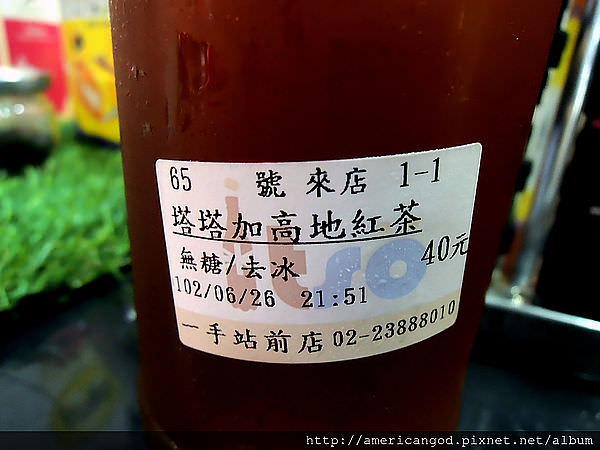 65 號 來店 1-1
塔塔加高地紅茶
無糖/去冰 40元
102/06/26 21:51
一手站前店 02-23888010
http://americangod.pixnet.net/album